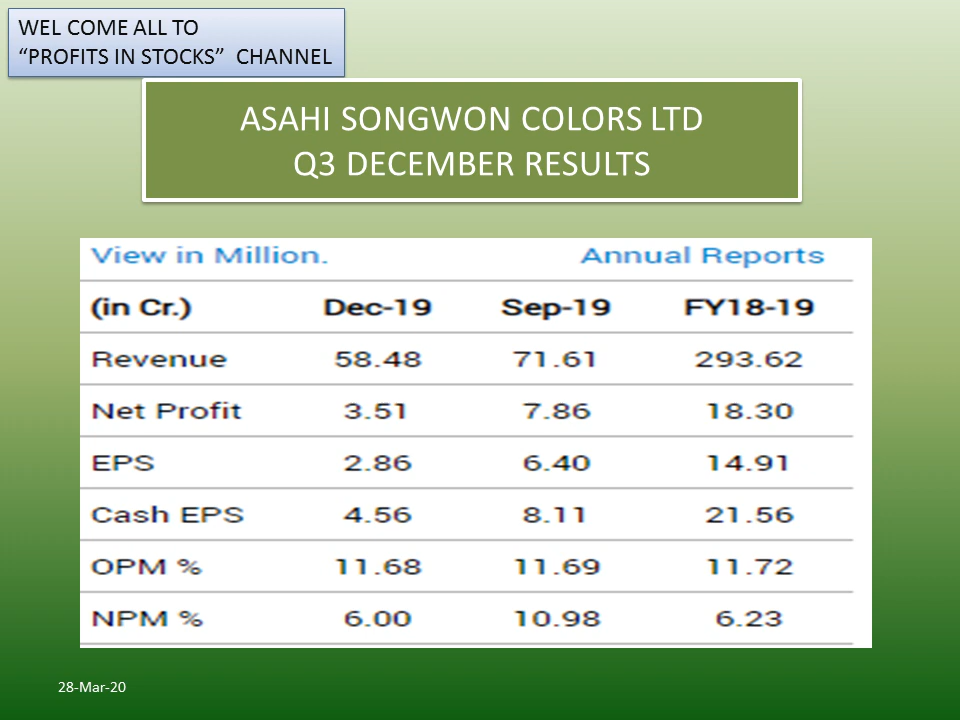 WEL COME ALL TO
“PROFITS IN STOCKS”  CHANNEL
ASAHI SONGWON COLORS LTD
Q3 DECEMBER RESULTS
View in Million. Annual Reports
(in Cr.) Dec-19 Sep-19 FY18-19
Revenue 58.48 71.61 293.62
Net Profit 3.51 7.86 18.30
EPS 2.86 6.40 14.91
Cash EPS 4.56 8.11 21.56
OPM % 11.68 11.69 11.72
NPM % 6.00 10.98 6.23
28-Mar-20